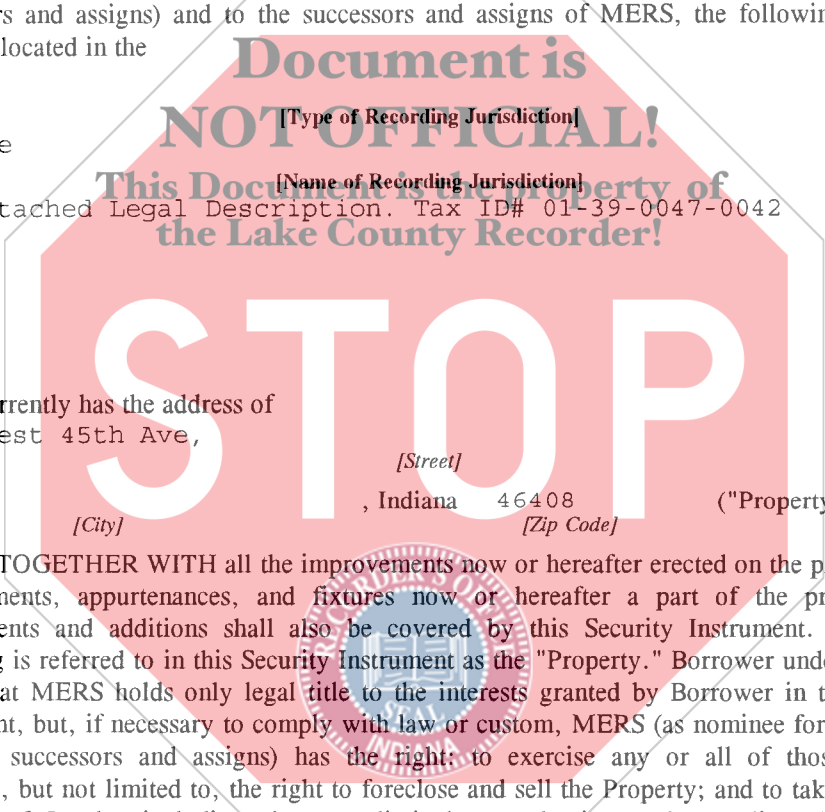 rs and assigns) and to the successors and assigns of MERS, the followin
located in the
Document is
[Type of Recording Jurisdiction]
NOT OFFICIAL!
e
[Name of Recording Jurisdiction]
This Document is the property of
tached Legal Description. Tax ID# 01-39-0047-0042
the Lake County Recorder!
STOP
rrently has the address of
est 45th Ave,
[Street]
, Indiana 46408 ("Property
[City] [Zip Code]
TOGETHER WITH all the improvements now or hereafter erected on the p
nents, appurtenances, and fixtures now or hereafter a part of the pr
ents and additions shall also be covered by this Security Instrument.
g is referred to in this Security Instrument as the "Property." Borrower unde
at MERS holds only legal title to the interests granted by Borrower in t
nt, but, if necessary to comply with law or custom, MERS (as nominee for
successors and assigns) has the right: to exercise any or all of thos
, but not limited to, the right to foreclose and sell the Property; and to tak
RECORDER'S OF
SEAL
INDIANA